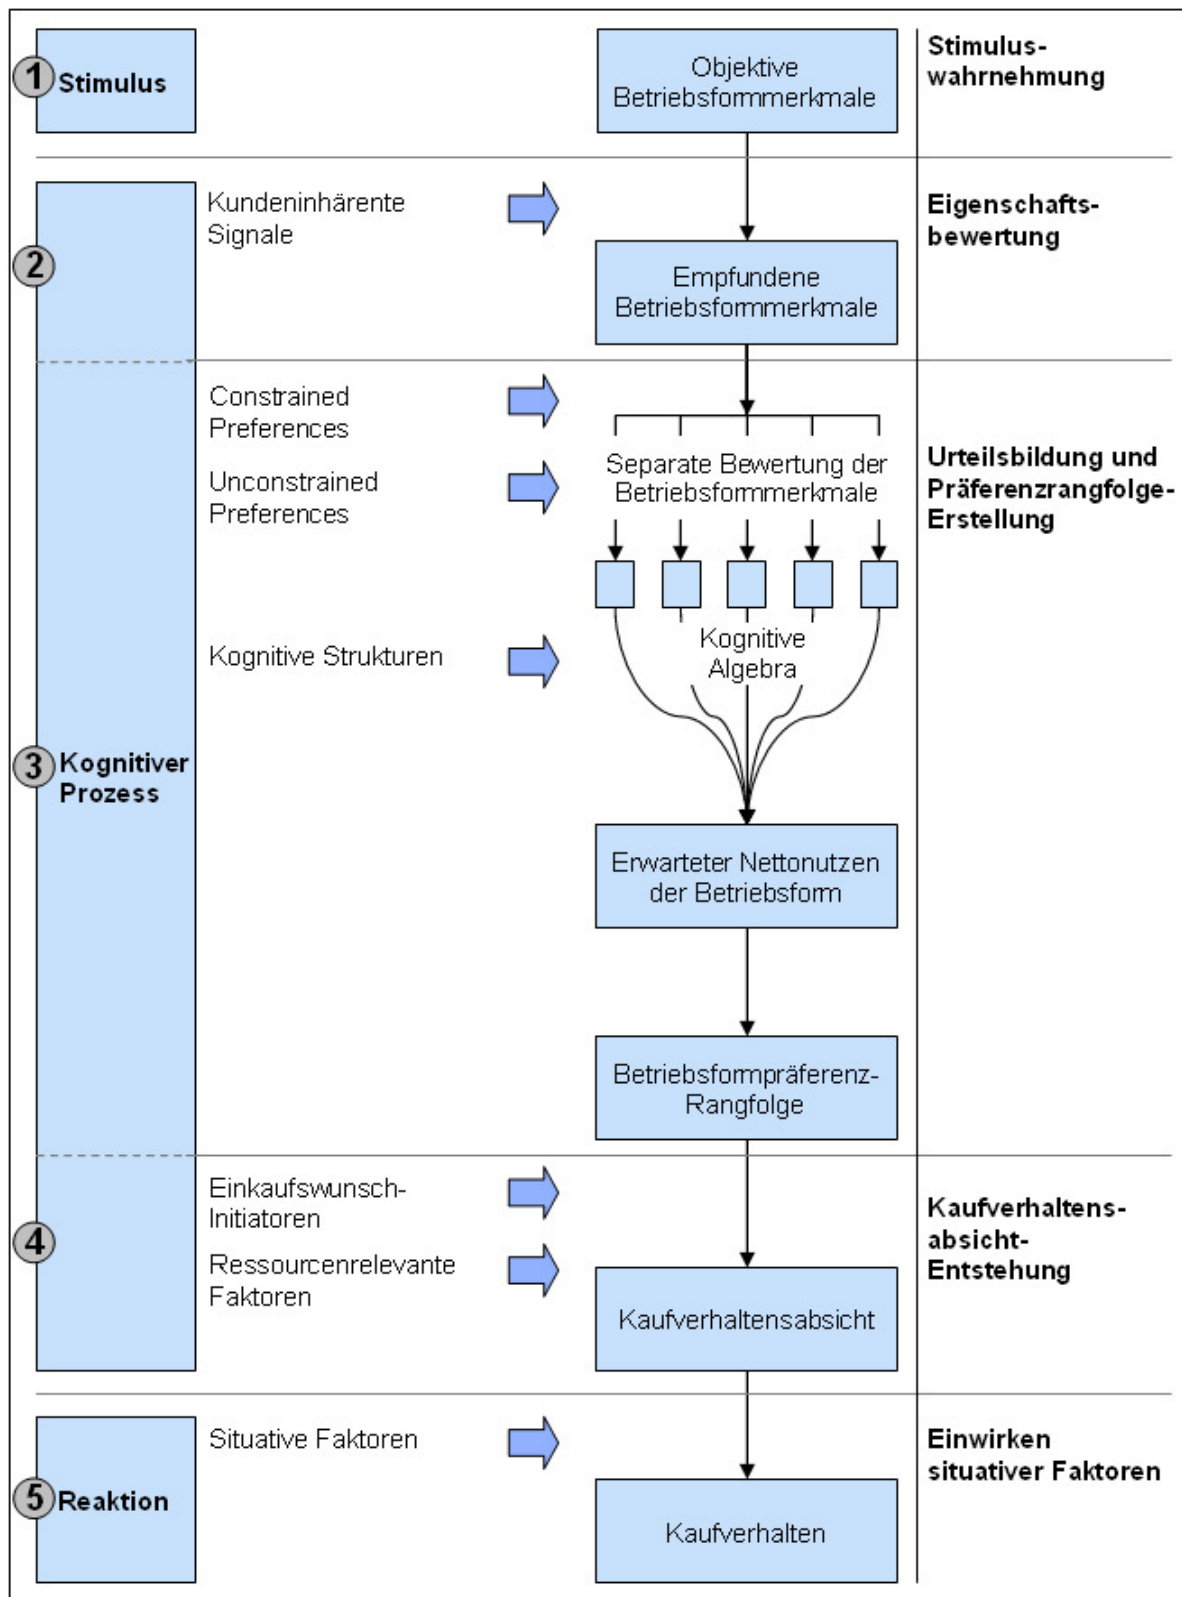 1
Stimulus
Objektive
Betriebsformmerkmale
Stimulus-
wahrnehmung
2
Kundeninhärente
Signale
Empfundene
Betriebsformmerkmale
Eigenschafts-
bewertung
3
Kognitiver
Prozess
Constrained
Preferences
Unconstrained
Preferences
Separate Bewertung der
Betriebsformmerkmale
Kognitive Strukturen
Kognitive
Algebra
Erwarteter Nettonutzen
der Betriebsform
Betriebsformpräferenz-
Rangfolge
Urteilsbildung und
Präferenzrangfolge-
Erstellung
4
Einkaufswunsch-
Initiatoren
Ressourcenrelevante
Faktoren
Kaufverhaltensabsicht
Kaufverhaltens-
absicht-
Entstehung
5
Reaktion
Situative Faktoren
Kaufverhalten
Einwirken
situativer Faktoren